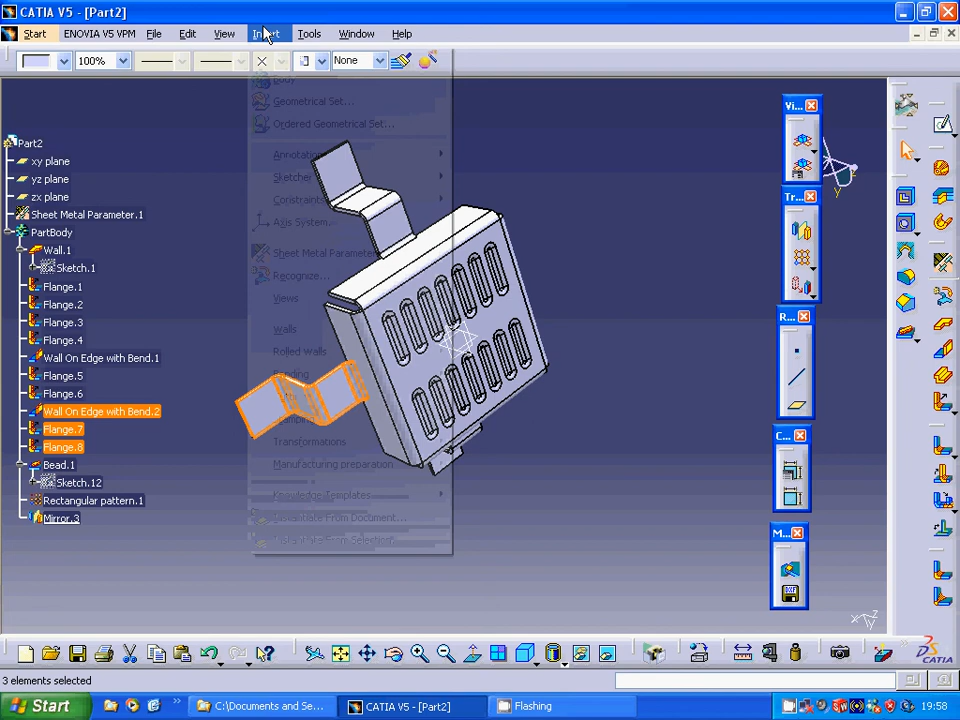 CATIA V5 - [Part2]
Start ENOVIA V5 VPM File Edit View Insert Tools Window Help
100% None
Body
Geometrical Set...
Ordered Geometrical Set...
Annotations
Sketcher
Constraints
Axis System...
Sheet Metal Parameters...
Recognize...
Views
Walls
Rolled Walls
Bending
Transformations
Manufacturing preparation
Knowledge Templates
Instantiate From Document...
Instantiate From Selection...
Part2
xy plane
yz plane
zx plane
Sheet Metal Parameter.1
PartBody
Wall.1
Sketch.1
Flange.1
Flange.2
Flange.3
Flange.4
Wall On Edge with Bend.1
Flange.5
Flange.6
Wall On Edge with Bend.2
Flange.7
Flange.8
Bead.1
Sketch.12
Rectangular pattern.1
Mirror.3
Vi...
Tr...
R...
C...
M...
y
x z
CATIA
3 elements selected
Start C:\Documents and Se... CATIA V5 - [Part2] Flashing 19:58